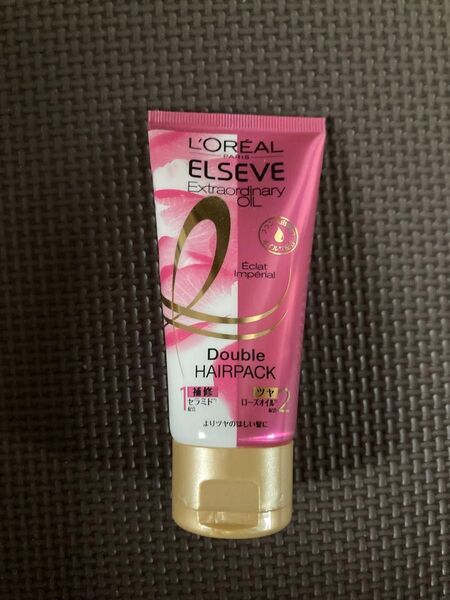 L'ORÉAL
PARIS
ELSEVE
Extraordinary
OIL
Éclat
Impérial
Double
HAIRPACK
1 補修
セラミド*1
配合
ツヤ 2
ローズオイル*2
配合
よりツヤのほしい髪に